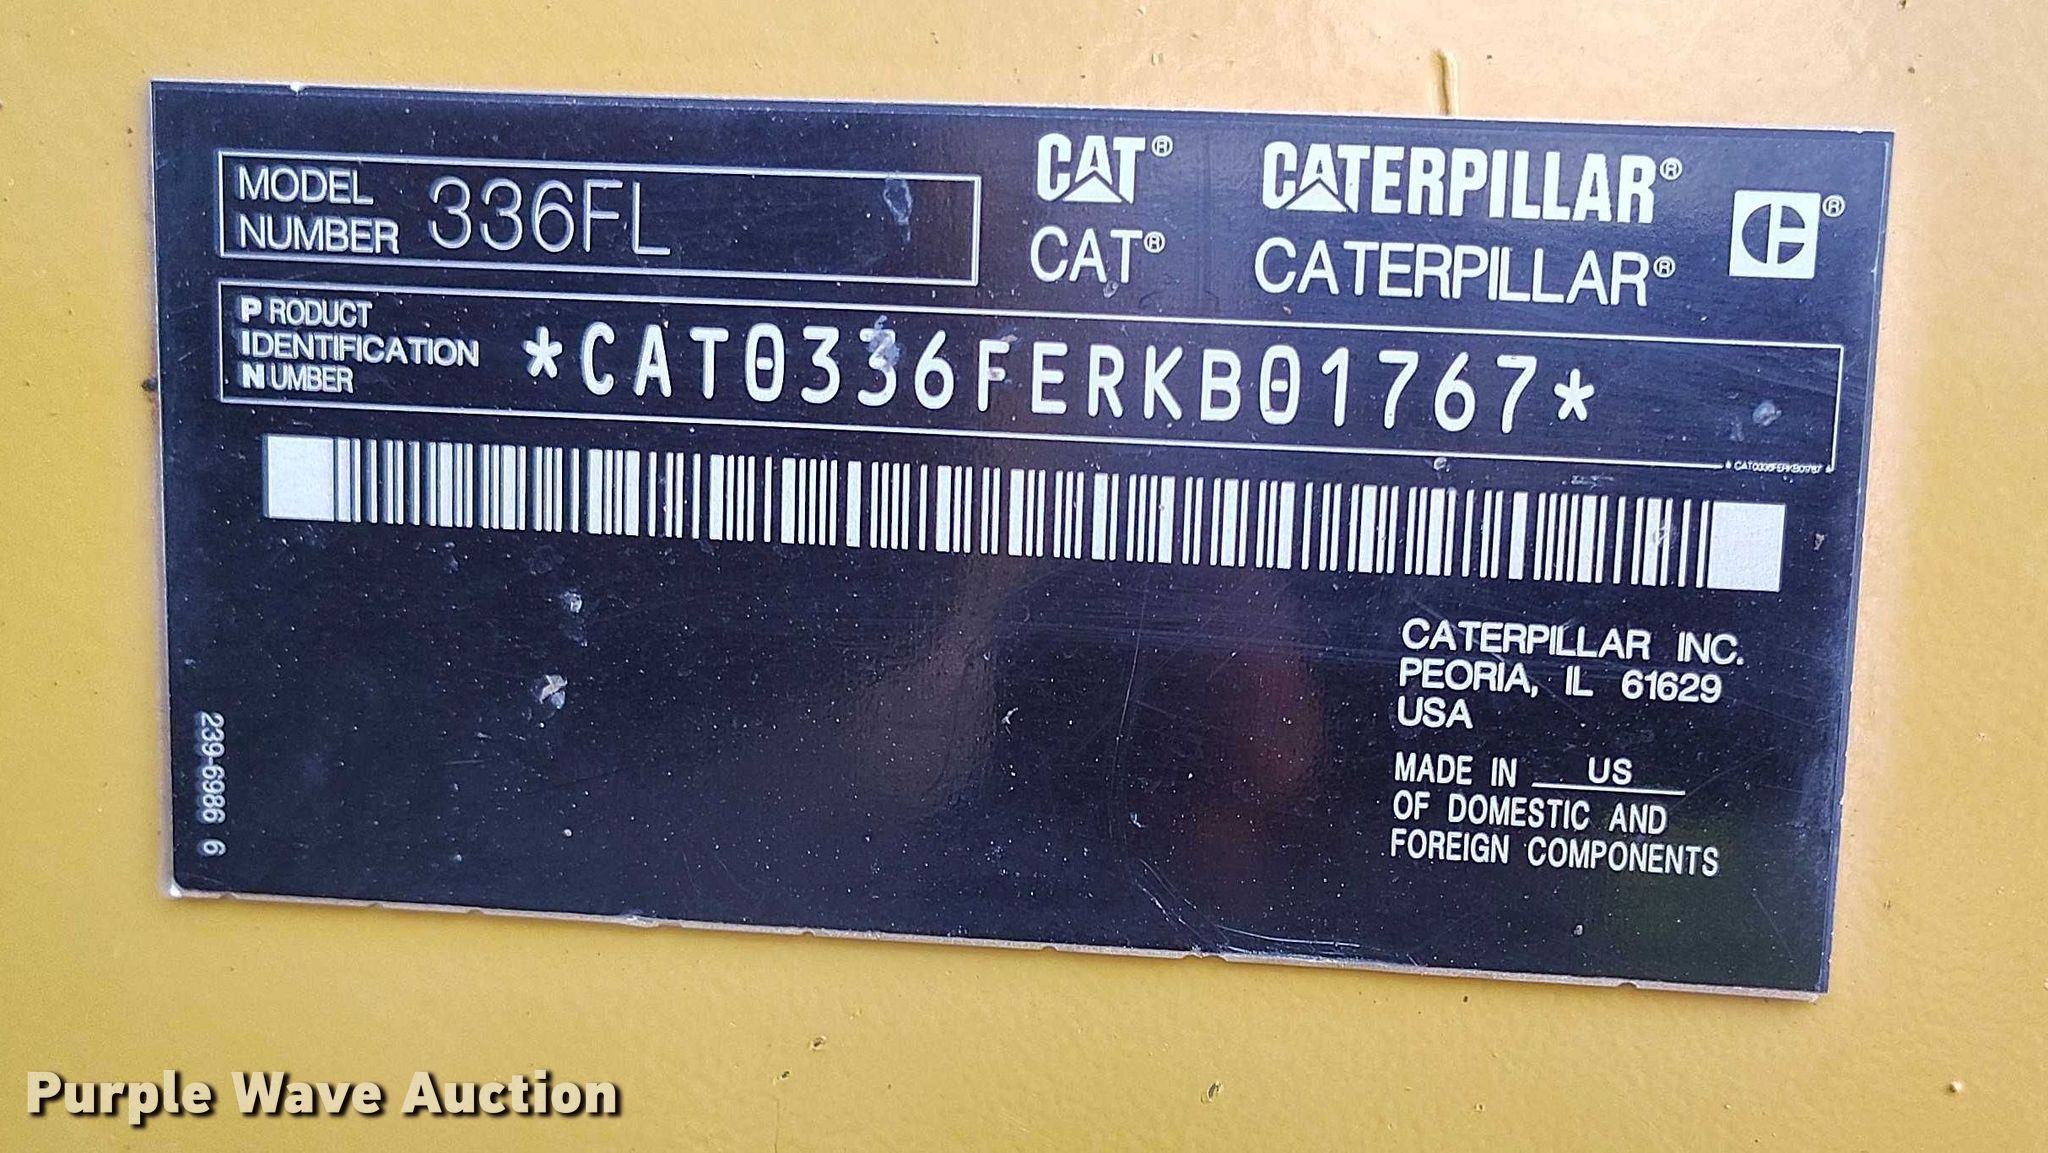 MODEL NUMBER 336FL
CAT® CATERPILLAR® ®
CAT® CATERPILLAR®
PRODUCT
IDENTIFICATION
NUMBER
*CAT0336FERKB01767*
CATERPILLAR INC.
PEORIA, IL 61629
USA
MADE IN US
OF DOMESTIC AND
FOREIGN COMPONENTS
239-6986 6
Purple Wave Auction